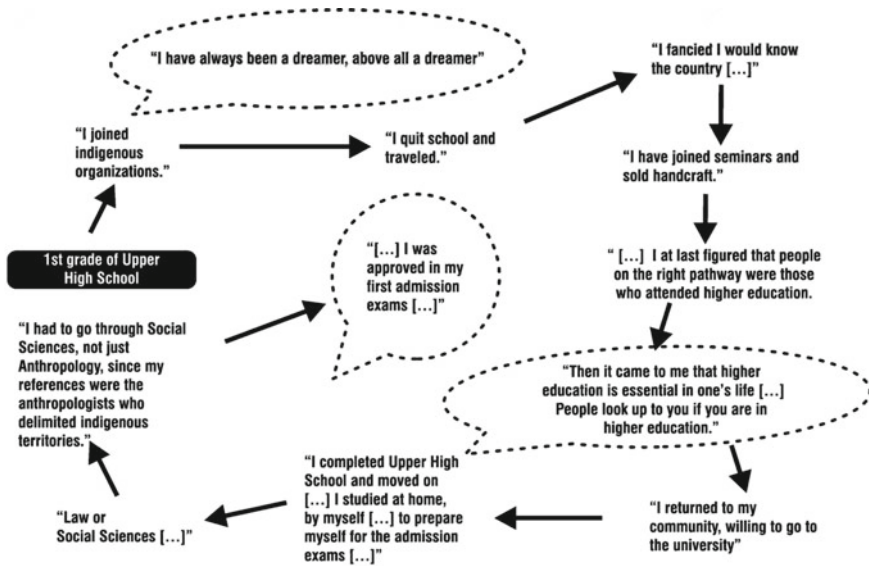 “I have always been a dreamer, above all a dreamer”
“I fancied I would know
the country [...]”
“I joined
indigenous
organizations.”
“I quit school and
traveled.”
“I have joined seminars and
sold handcraft.”
1st grade of Upper
High School
“[...] I was
approved in my
first admission
exams [...]”
“ [...]  I at last figured that people
on the right pathway were those
who attended higher education.
“I had to go through Social
Sciences, not just
Anthropology, since my
references were the
anthropologists who
delimited indigenous
territories.”
“Then it came to me that higher
education is essential in one’s life [...]
People look up to you if you are in
higher education.”
“I completed Upper High
School and moved on
[...] I studied at home,
by myself [...] to prepare
myself for the admission
exams [...]”
“Law or
Social Sciences [...]”
“I returned to my
community, willing to go to
the university”